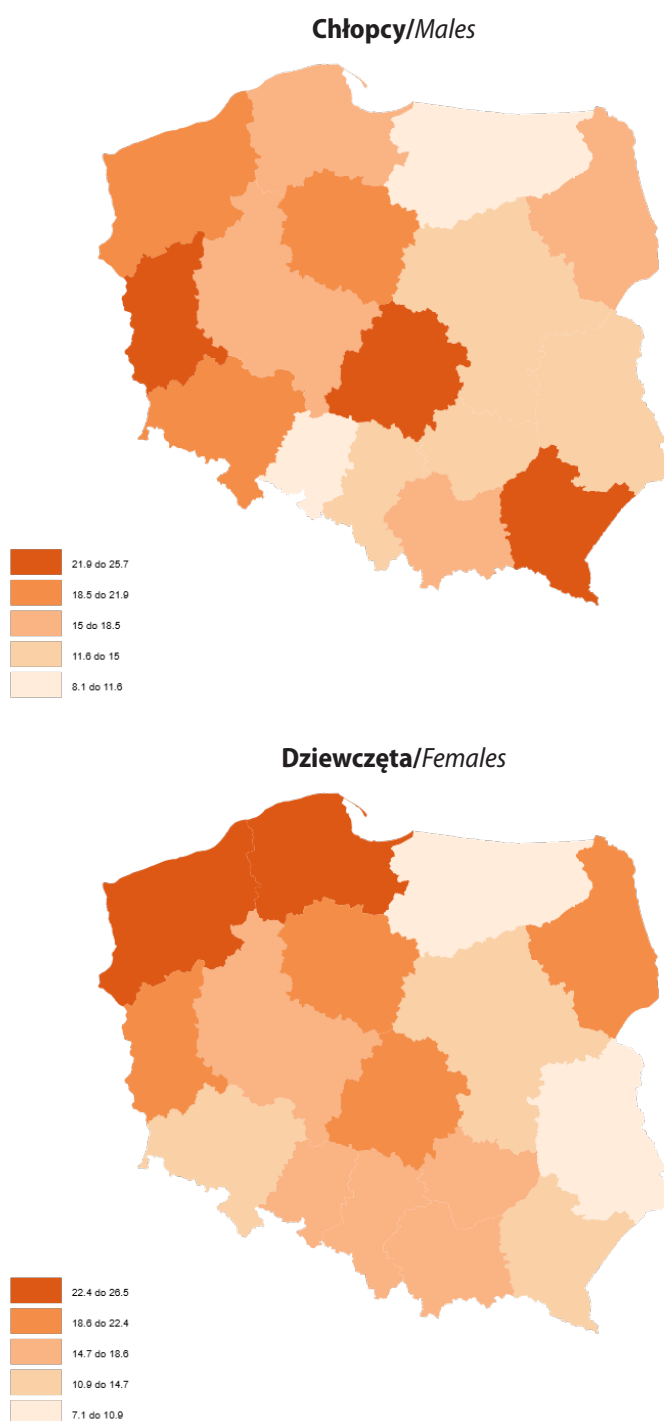 Chłopcy/Males
21.9 do 25.7
18.5 do 21.9
15 do 18.5
11.6 do 15
8.1 do 11.6
Dziewczęta/Females
22.4 do 26.5
18.6 do 22.4
14.7 do 18.6
10.9 do 14.7
7.1 do 10.9